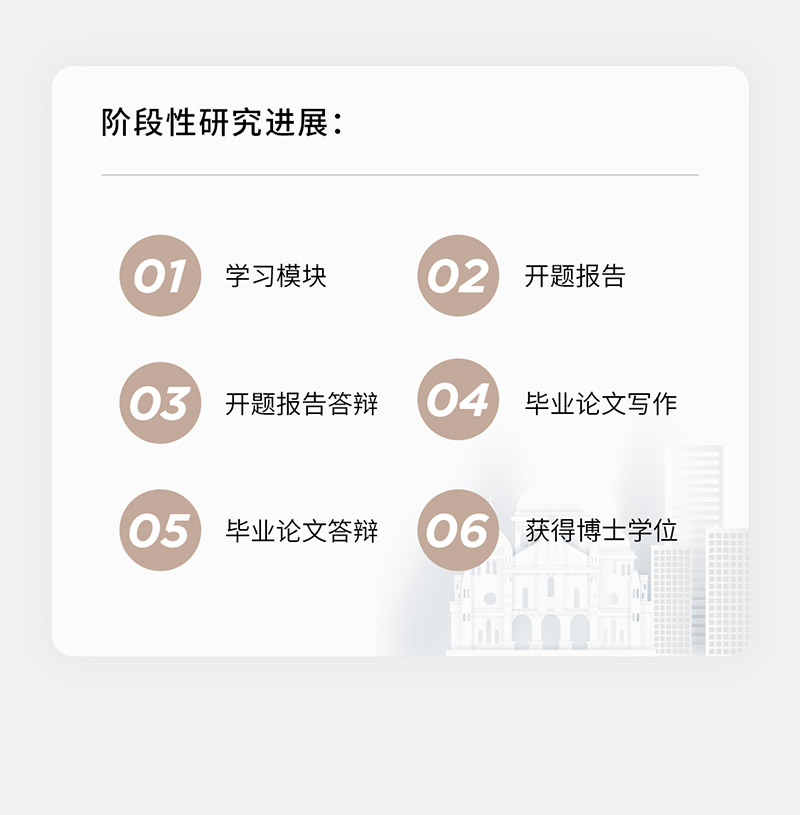 阶段性研究进展：
01 学习模块
02 开题报告
03 开题报告答辩
04 毕业论文写作
05 毕业论文答辩
06 获得博士学位